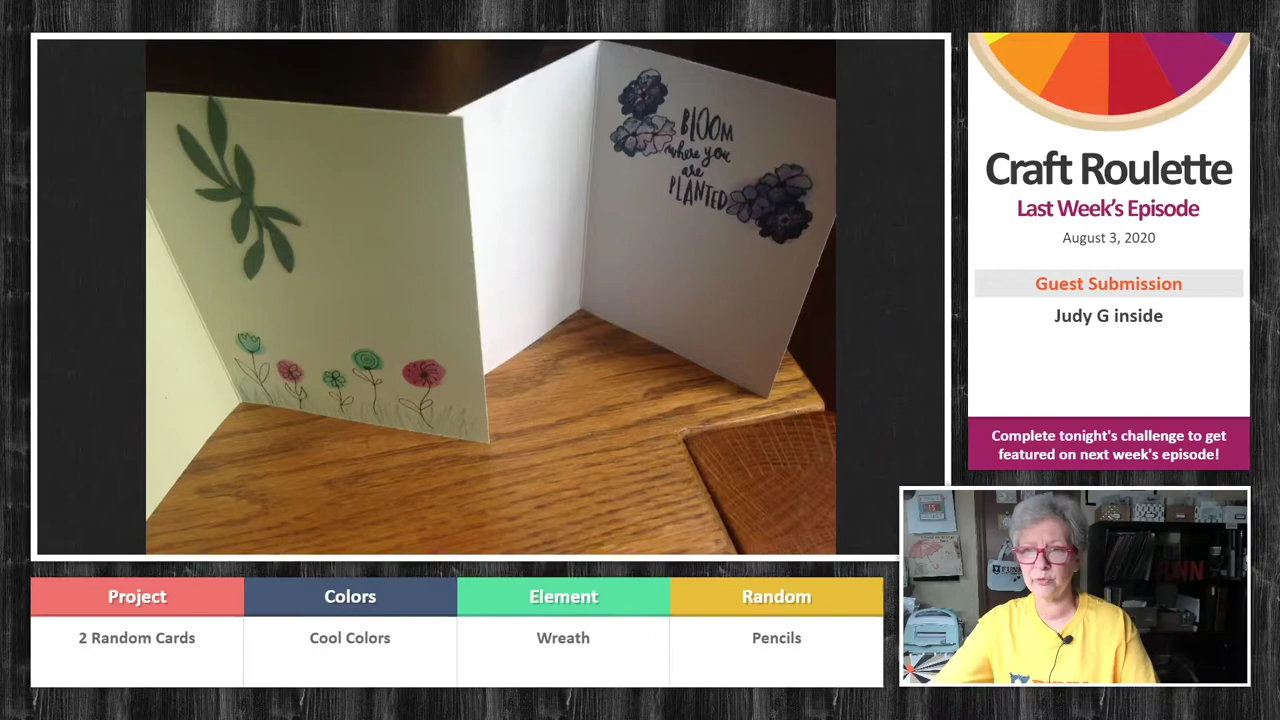 BLOOM
where you
are
PLANTED
Craft Roulette
Last Week's Episode
August 3, 2020
Guest Submission
Judy G inside
Complete tonight's challenge to get
featured on next week's episode!
Project
Colors
Element
Random
2 Random Cards
Cool Colors
Wreath
Pencils